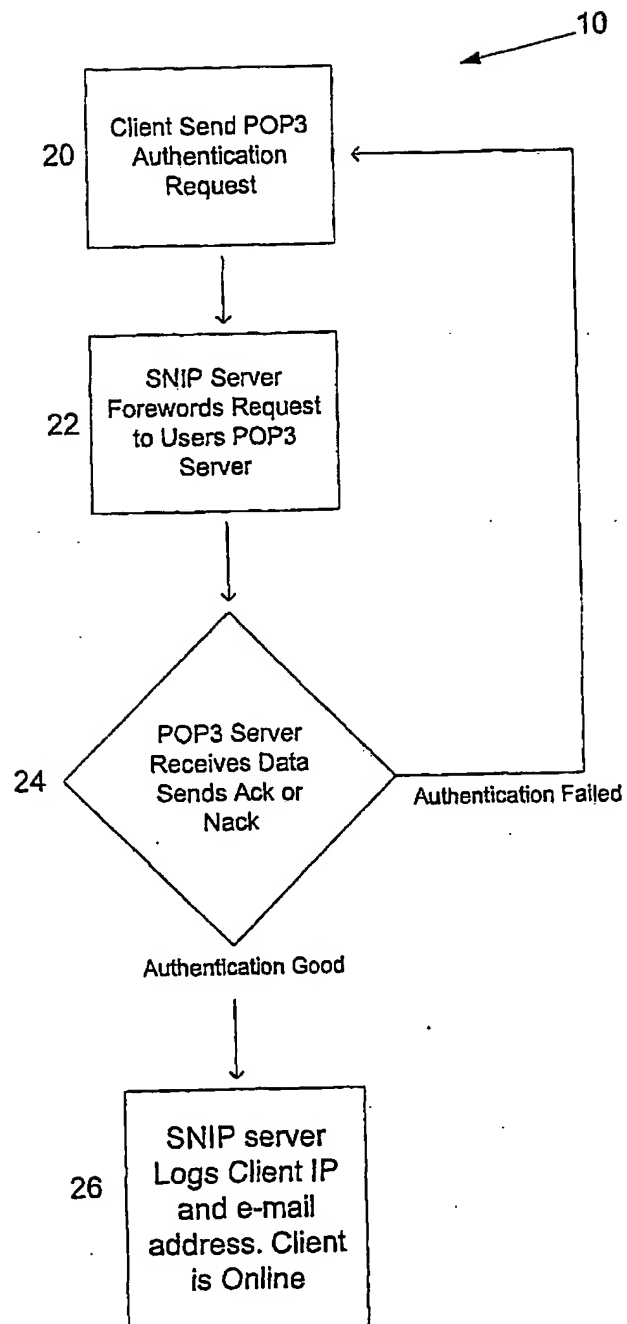 10
20
Client Send POP3
Authentication
Request
22
SNIP Server
Forewords Request
to Users POP3
Server
24
POP3 Server
Receives Data
Sends Ack or
Nack
Authentication Failed
Authentication Good
26
SNIP server
Logs Client IP
and e-mail
address. Client
is Online